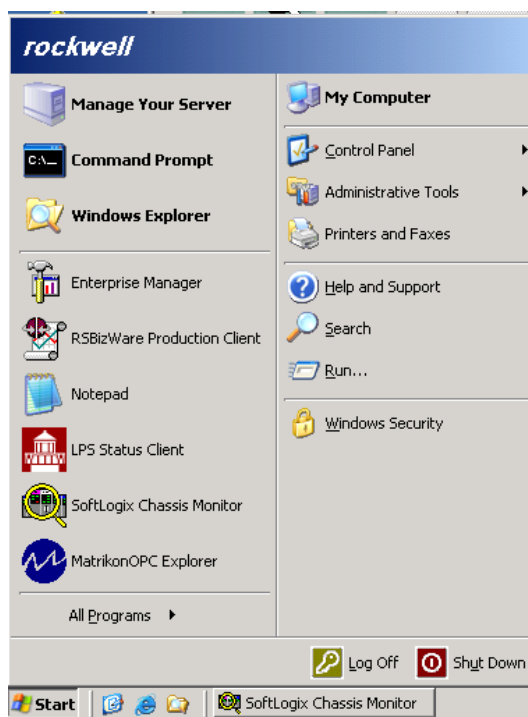 rockwell
Manage Your Server
C:\_
Command Prompt
Windows Explorer
Enterprise Manager
RSBizWare Production Client
Notepad
LPS Status Client
SoftLogix Chassis Monitor
MatrikonOPC Explorer
All Programs
My Computer
Control Panel
Administrative Tools
Printers and Faxes
Help and Support
Search
Run...
Windows Security
Log Off
Shut Down
Start
SoftLogix Chassis Monitor